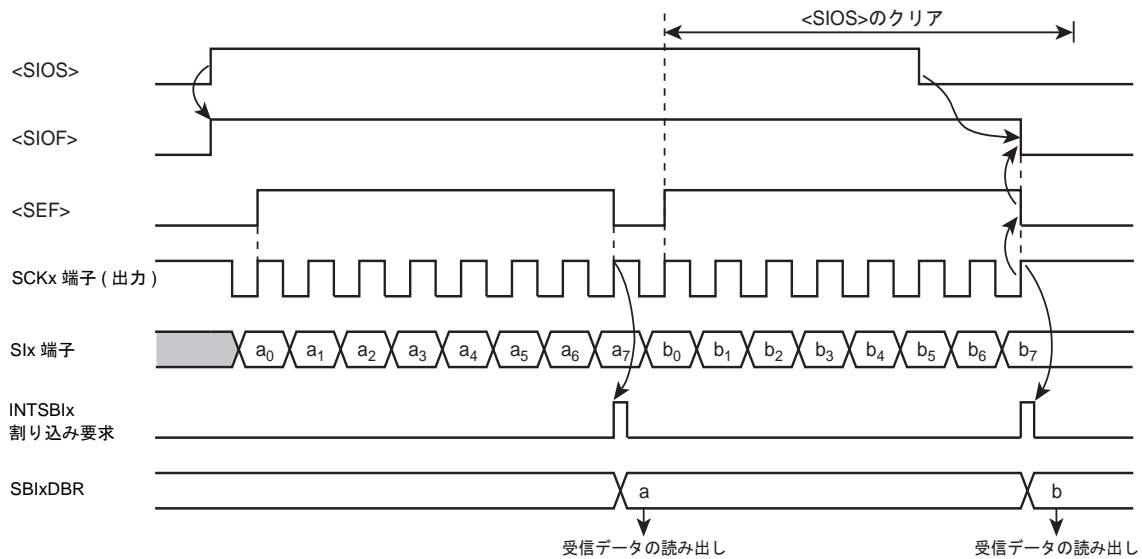 <SIOS>のクリア
<SIOS>
<SIOF>
<SEF>
SCKx 端子 ( 出力 )
SIx 端子
a0 a1 a2 a3 a4 a5 a6 a7 b0 b1 b2 b3 b4 b5 b6 b7
INTSBIx
割り込み要求
SBIxDBR
a b
受信データの読み出し 受信データの読み出し